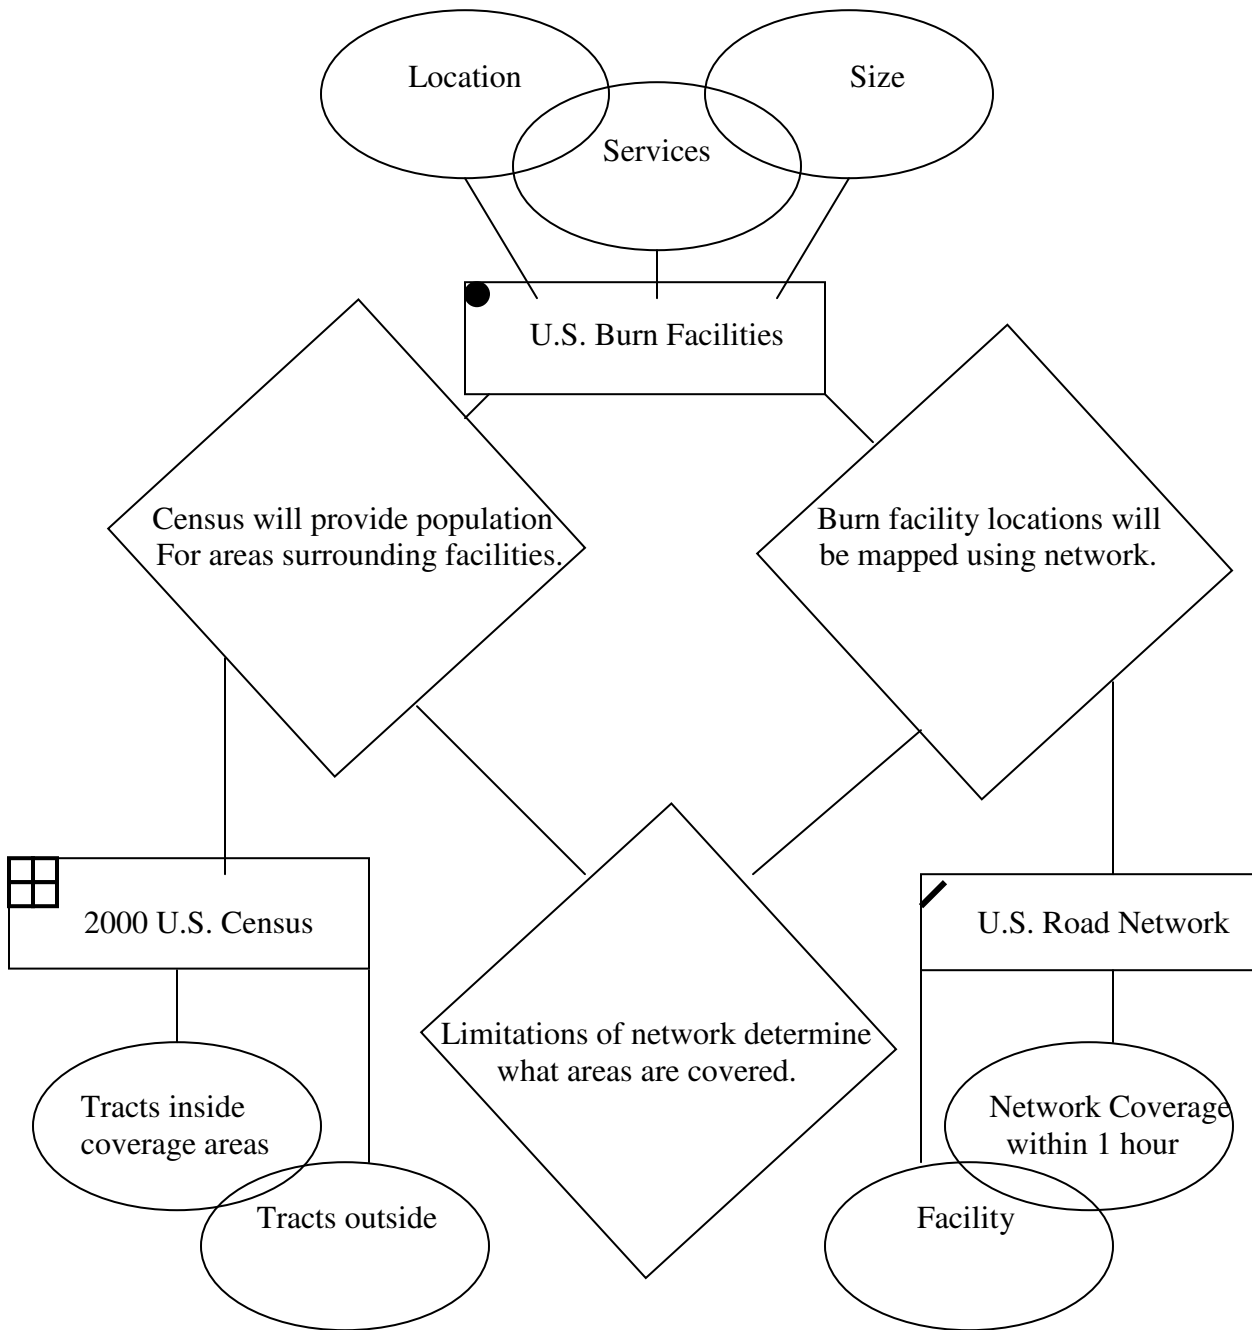 Location
Size
Services
U.S. Burn Facilities
Census will provide population
For areas surrounding facilities.
Burn facility locations will
be mapped using network.
2000 U.S. Census
U.S. Road Network
Limitations of network determine
what areas are covered.
Tracts inside
coverage areas
Network Coverage
within 1 hour
Tracts outside
Facility